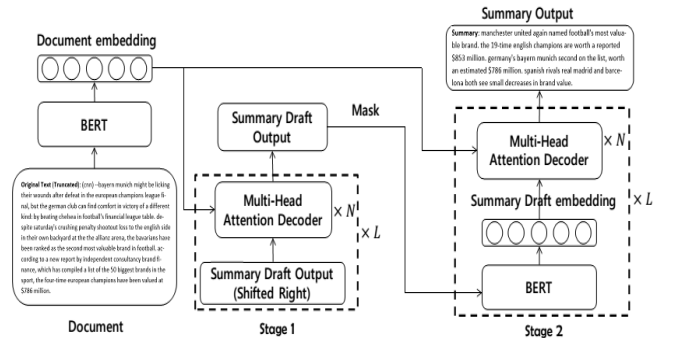 Summary Output
Summary: manchester united again named football's most valua-
ble brand. the 19-time english champions are worth a reported
$853 million. germany's bayern munich second on the list, worth
an estimated $786 million. spanish rivals real madrid and barce-
lona both see small decreases in brand value.
Document embedding
BERT
Original Text (Truncated): (cnn) --bayern munich might be licking
their wounds after defeat in the european champions league fi-
nal, but the german club can find comfort in victory of a different
kind: by beating chelsea in football's financial league table. de-
spite saturday's crushing penalty shootout loss to the english side
in their own backyard at the the allianz arena, the bavarians have
been ranked as the second most valuable brand in football. ac-
cording to a new report by independent consultancy brand fi-
nance, which has compiled a list of the 50 biggest brands in the
sport, the four-time european champions have been valued at
$786 million.
Document
Summary Draft
Output
Mask
Multi-Head
Attention Decoder
× N
× L
Summary Draft Output
(Shifted Right)
Stage 1
Multi-Head
Attention Decoder
× N
Summary Draft embedding
× L
BERT
Stage 2